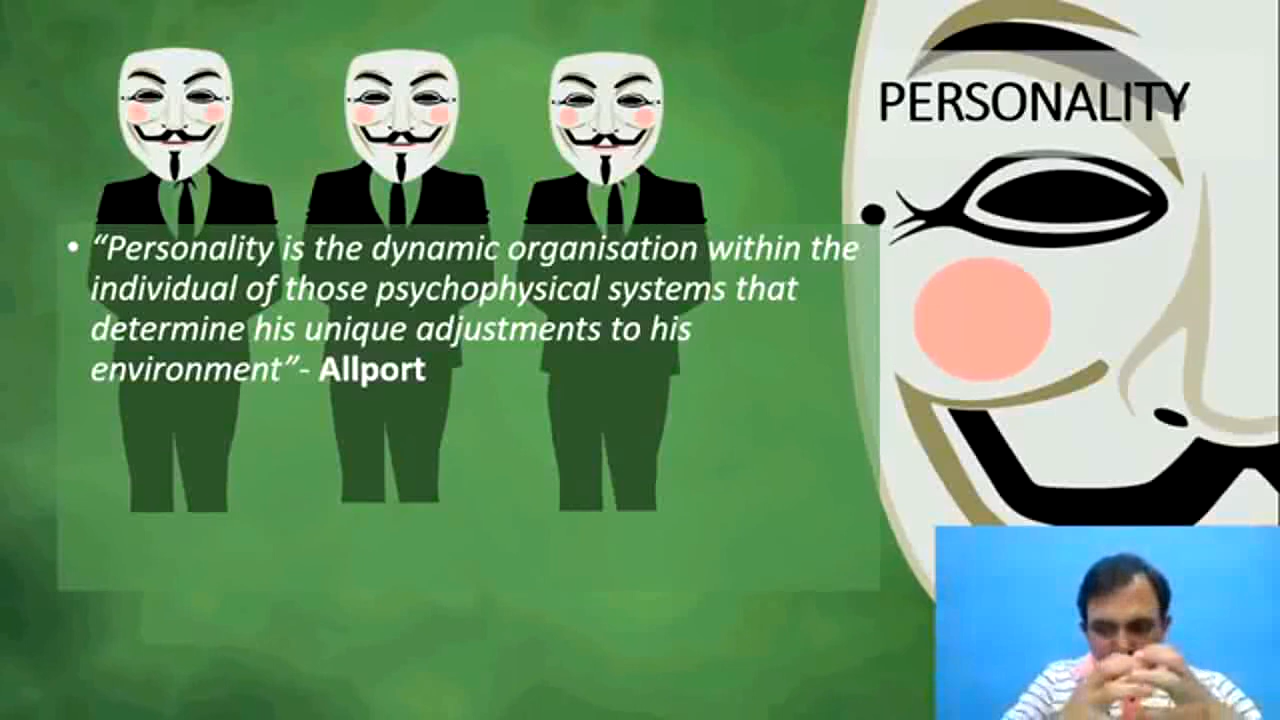 PERSONALITY
• “Personality is the dynamic organisation within the
individual of those psychophysical systems that
determine his unique adjustments to his
environment”- Allport